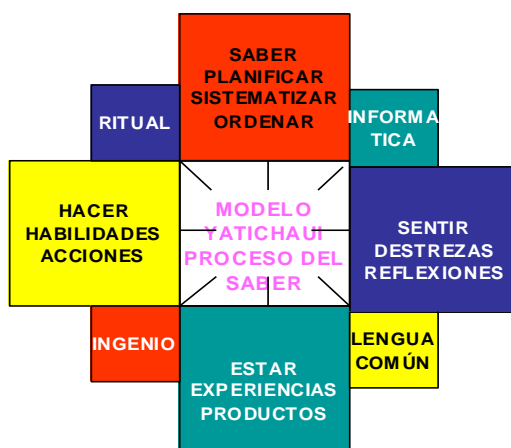 SABER
PLANIFICAR
SISTEMATIZAR
ORDENAR
RITUAL
INFORMA
TICA
HACER
HABILIDADES
ACCIONES
MODELO
YATICHAUI
PROCESO DEL
SABER
SENTIR
DESTREZAS
REFLEXIONES
INGENIO
ESTAR
EXPERIENCIAS
PRODUCTOS
LENGUA
COMÚN